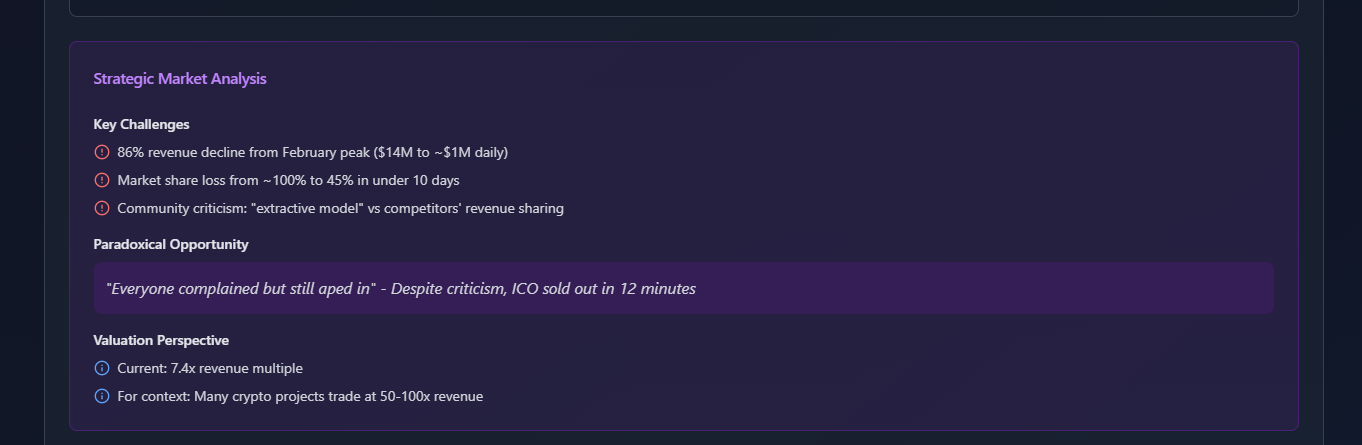 Strategic Market Analysis
Key Challenges
86% revenue decline from February peak ($14M to ~$1M daily)
Market share loss from ~100% to 45% in under 10 days
Community criticism: "extractive model" vs competitors' revenue sharing
Paradoxical Opportunity
"Everyone complained but still aped in" - Despite criticism, ICO sold out in 12 minutes
Valuation Perspective
Current: 7.4x revenue multiple
For context: Many crypto projects trade at 50-100x revenue